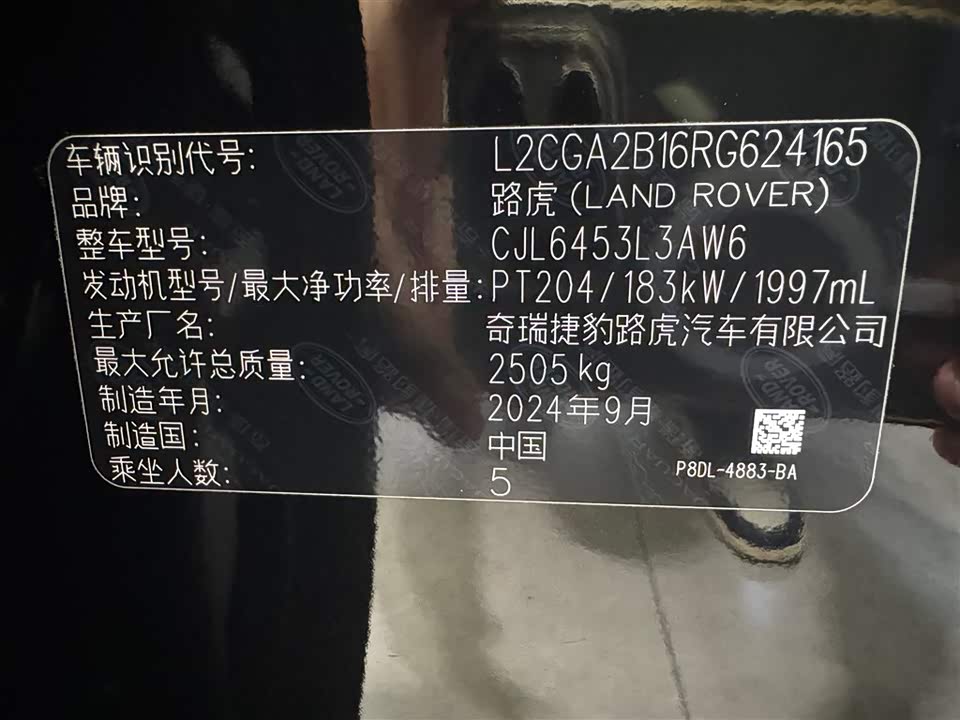 车辆识别代号: L2CGA2B16RG624165
品牌: 路虎 (LAND ROVER)
整车型号: CJL6453L3AW6
发动机型号/最大净功率/排量: PT204/183kW/1997mL
生产厂名: 奇瑞捷豹路虎汽车有限公司
最大允许总质量: 2505kg
制造年月: 2024年9月
制造国: 中国
乘坐人数: 5
P8DL-4883-BA